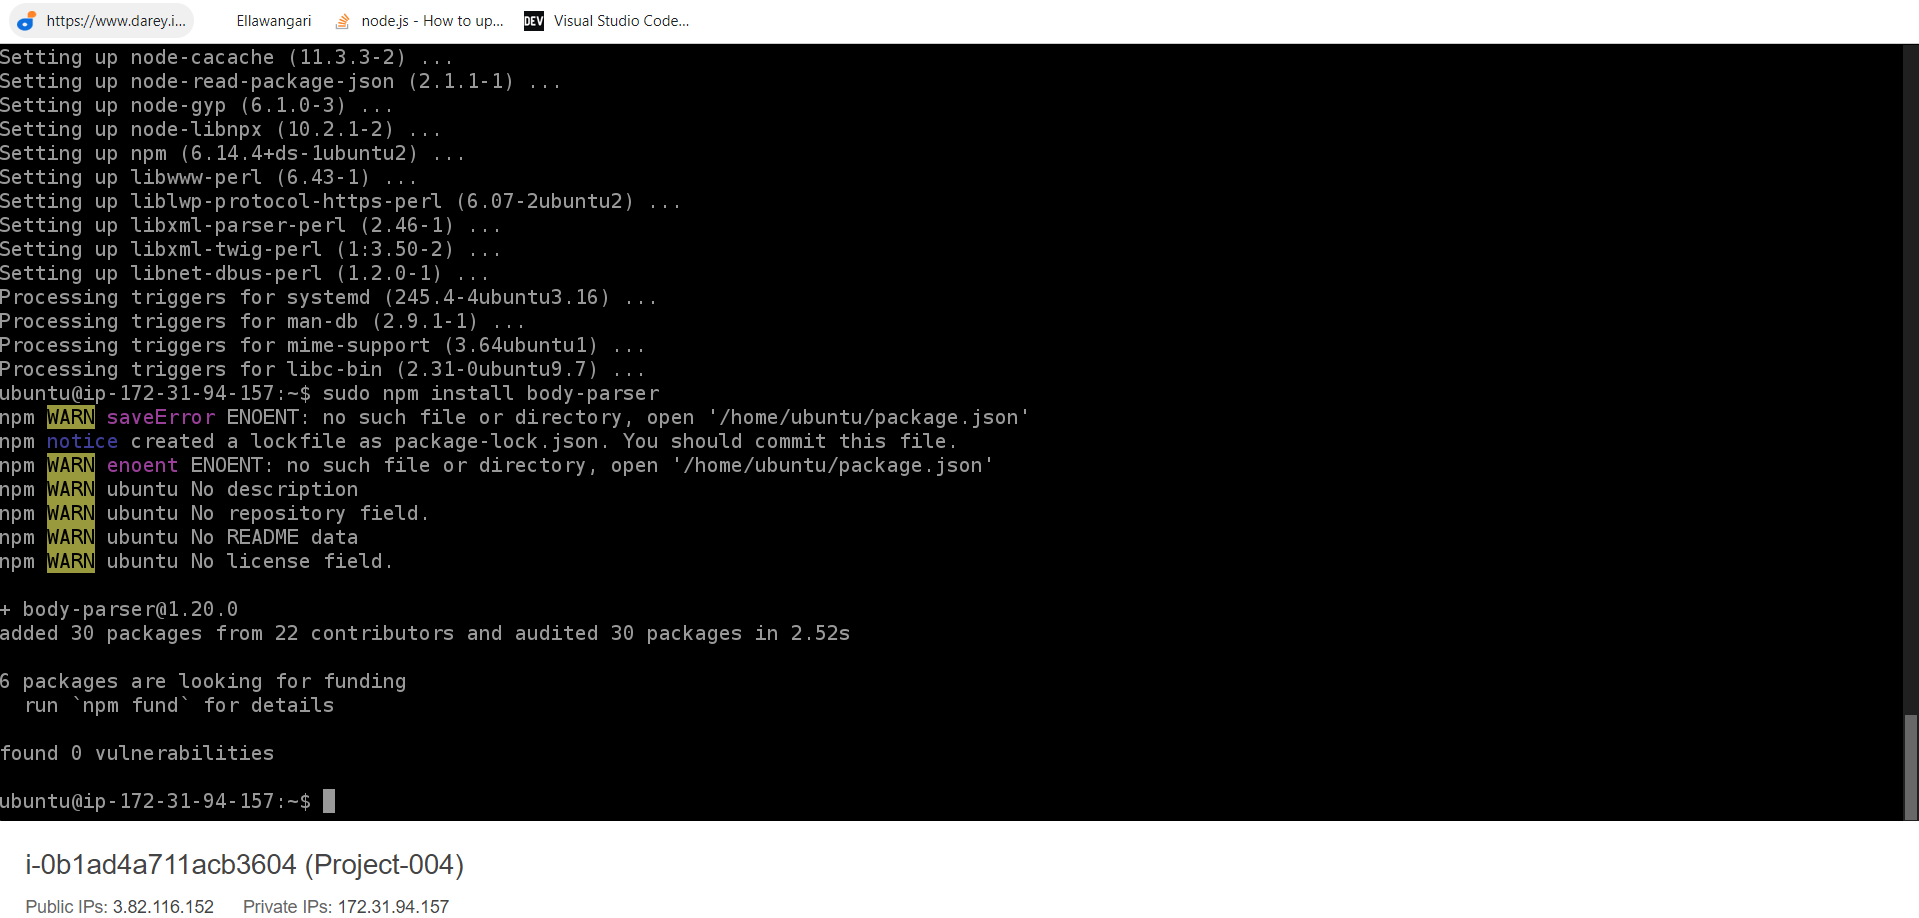 https://www.darey.i... Ellawangari node.js - How to up... DEV Visual Studio Code...
Setting up node-cacache (11.3.3-2) ...
Setting up node-read-package-json (2.1.1-1) ...
Setting up node-gyp (6.1.0-3) ...
Setting up node-libnpx (10.2.1-2) ...
Setting up npm (6.14.4+ds-1ubuntu2) ...
Setting up libwww-perl (6.43-1) ...
Setting up liblwp-protocol-https-perl (6.07-2ubuntu2) ...
Setting up libxml-parser-perl (2.46-1) ...
Setting up libxml-twig-perl (1:3.50-2) ...
Setting up libnet-dbus-perl (1.2.0-1) ...
Processing triggers for systemd (245.4-4ubuntu3.16) ...
Processing triggers for man-db (2.9.1-1) ...
Processing triggers for mime-support (3.64ubuntu1) ...
Processing triggers for libc-bin (2.31-0ubuntu9.7) ...
ubuntu@ip-172-31-94-157:~$ sudo npm install body-parser
npm WARN saveError ENOENT: no such file or directory, open '/home/ubuntu/package.json'
npm notice created a lockfile as package-lock.json. You should commit this file.
npm WARN enoent ENOENT: no such file or directory, open '/home/ubuntu/package.json'
npm WARN ubuntu No description
npm WARN ubuntu No repository field.
npm WARN ubuntu No README data
npm WARN ubuntu No license field.
+ body-parser@1.20.0
added 30 packages from 22 contributors and audited 30 packages in 2.52s
6 packages are looking for funding
run `npm fund` for details
found 0 vulnerabilities
ubuntu@ip-172-31-94-157:~$
i-0b1ad4a711acb3604 (Project-004)
Public IPs: 3.82.116.152 Private IPs: 172.31.94.157